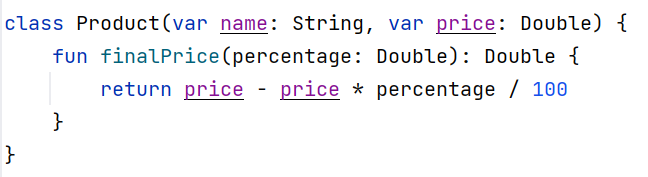 class Product(var name: String, var price: Double) {
    fun finalPrice(percentage: Double): Double {
        return price - price * percentage / 100
    }
}